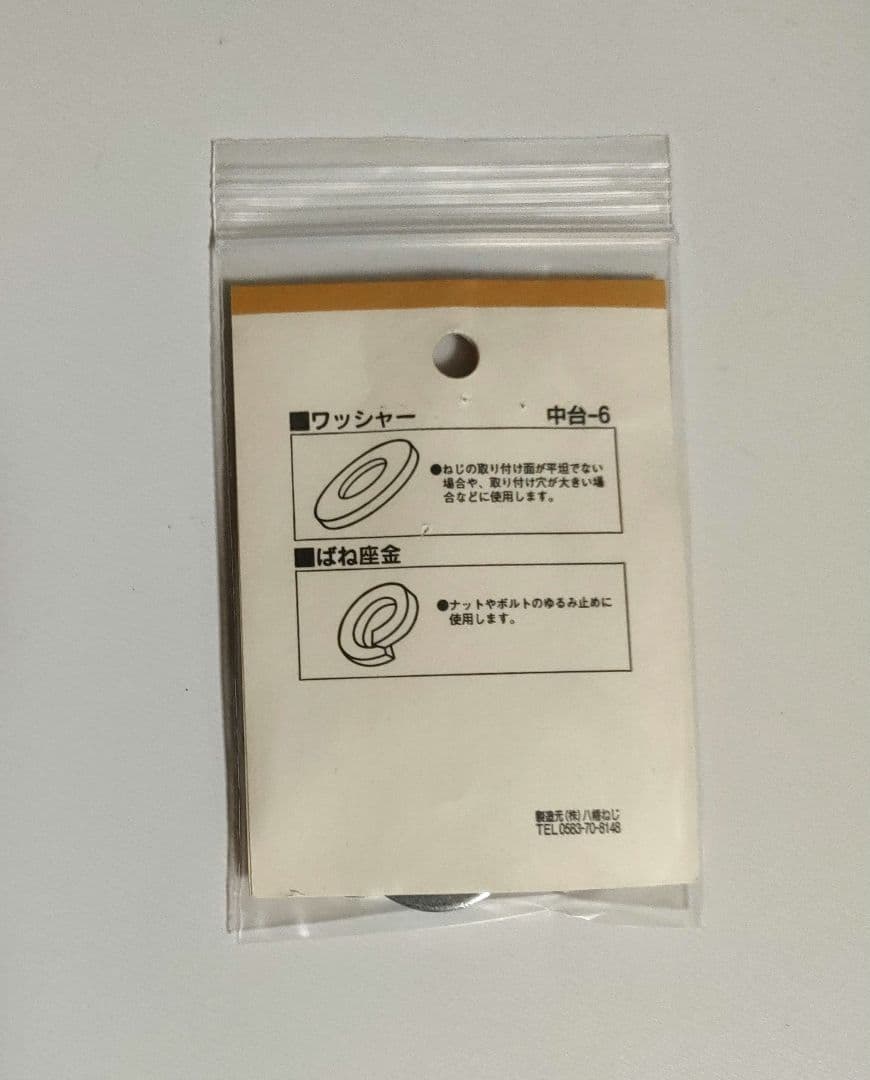 ■ワッシャー 中台-6
●ねじの取り付け面が平坦でない
場合や、取り付け穴が大きい場
合などに使用します。
■ばね座金
●ナットやボルトのゆるみ止めに
使用します。
製造元(株)八幡ねじ
TEL0583-70-8148